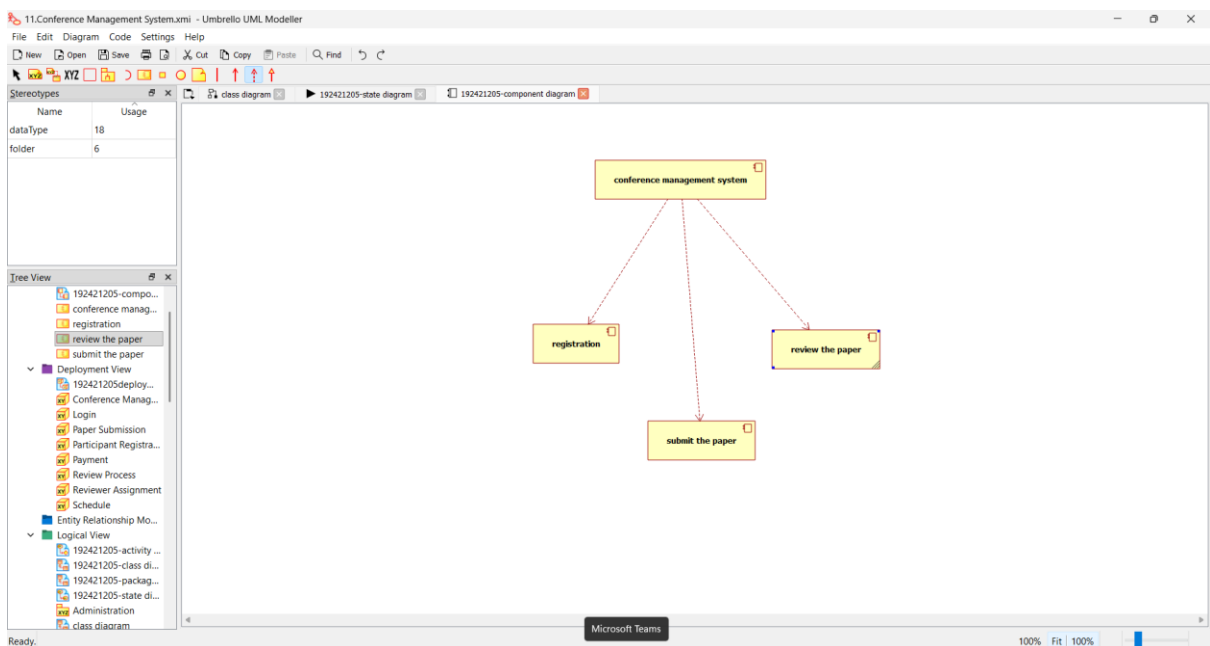 11.Conference Management System.xmi - Umbrello UML Modeller
File Edit Diagram Code Settings Help
New Open Save Cut Copy Paste Find
XYZ
Stereotypes
class diagram 192421205-state diagram 192421205-component diagram
Name Usage
dataType 18
folder 6
conference management system
registration
review the paper
submit the paper
Tree View
192421205-compo...
conference manag...
registration
review the paper
submit the paper
Deployment View
192421205deploy...
Conference Manag...
Login
Paper Submission
Participant Registra...
Payment
Review Process
Reviewer Assignment
Schedule
Entity Relationship Mo...
Logical View
192421205-activity ...
192421205-class di...
192421205-packag...
192421205-state di...
Administration
class diagram
Microsoft Teams
Ready.
100% Fit 100%